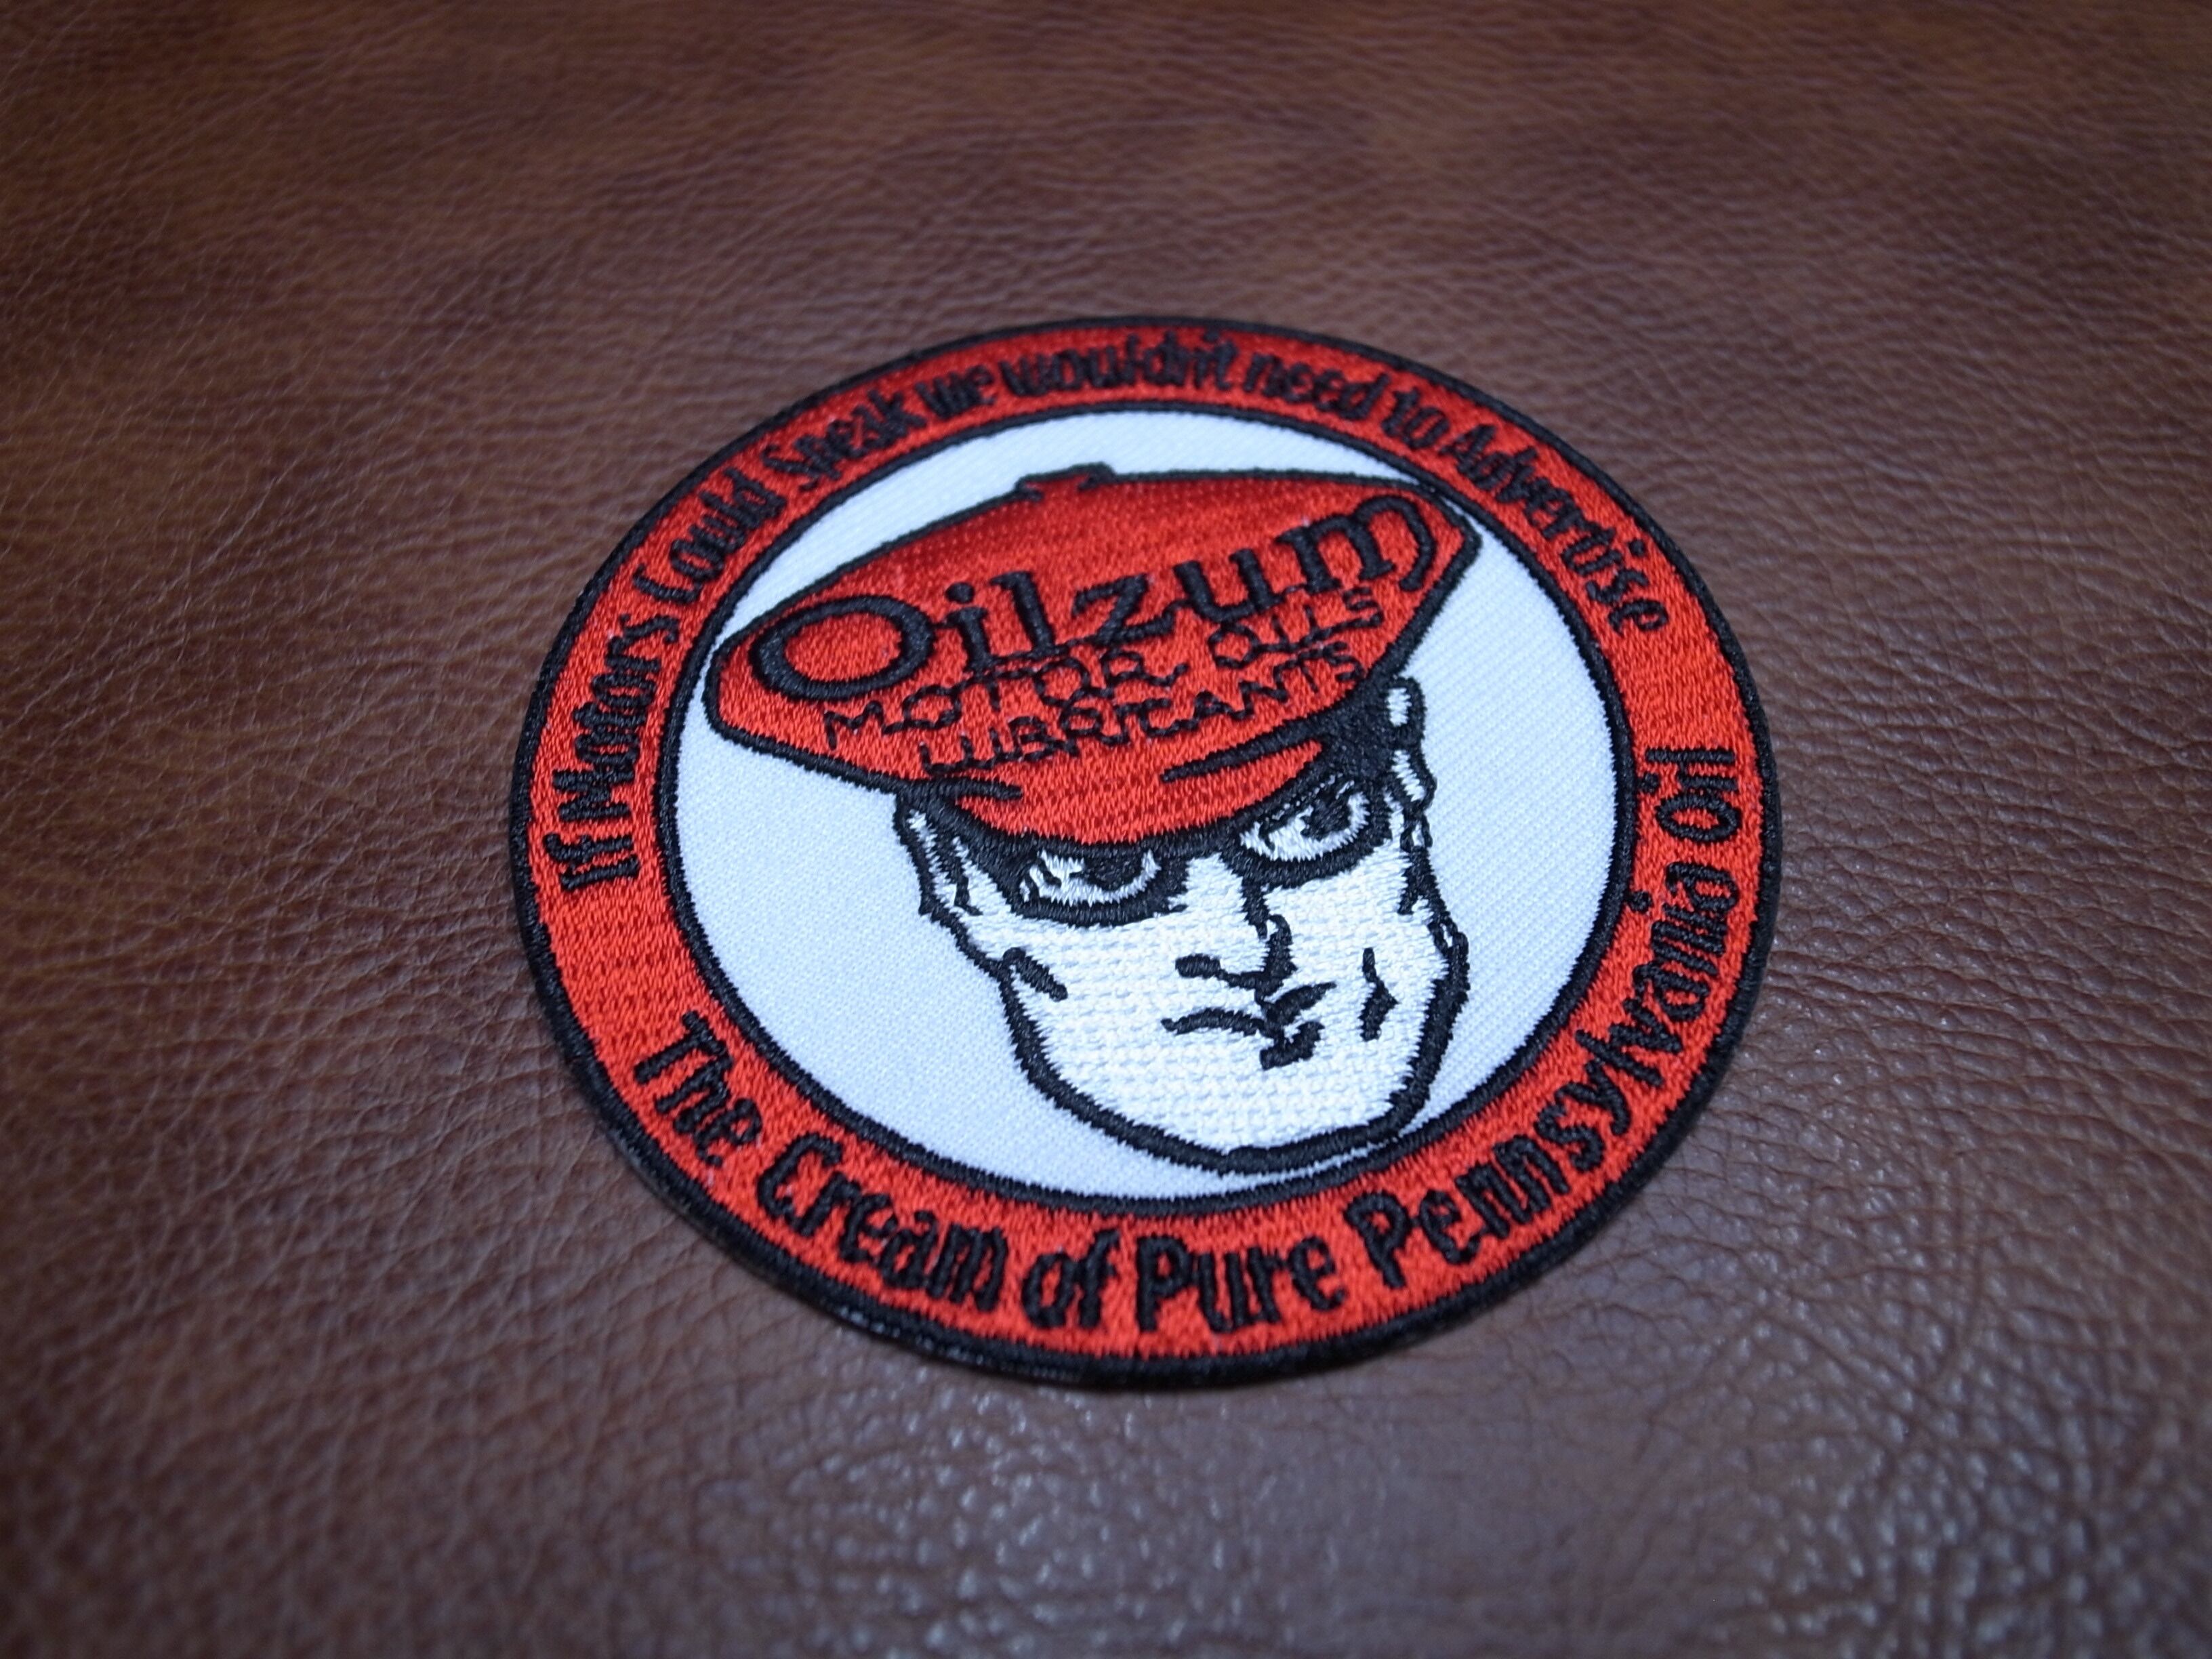 If Motors Could Speak we wouldn't need to Advertise
Oilzum
MOTOR OILS
LUBRICANTS
The Cream of Pure Pennsylvania Oil